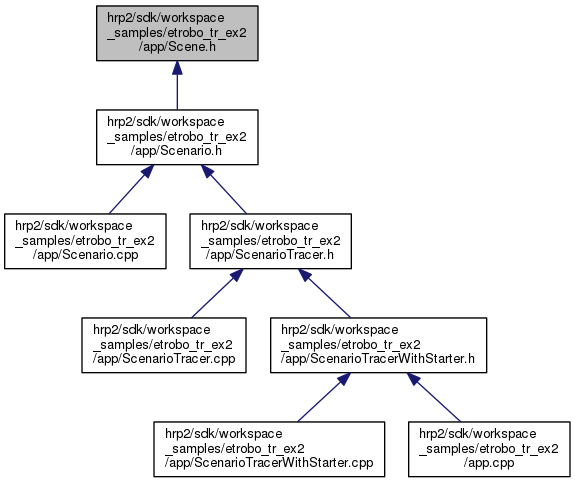 hrp2/sdk/workspace
_samples/etrobo_tr_ex2
/app/Scene.h
hrp2/sdk/workspace
_samples/etrobo_tr_ex2
/app/Scenario.h
hrp2/sdk/workspace
_samples/etrobo_tr_ex2
/app/Scenario.cpp
hrp2/sdk/workspace
_samples/etrobo_tr_ex2
/app/ScenarioTracer.h
hrp2/sdk/workspace
_samples/etrobo_tr_ex2
/app/ScenarioTracer.cpp
hrp2/sdk/workspace
_samples/etrobo_tr_ex2
/app/ScenarioTracerWithStarter.h
hrp2/sdk/workspace
_samples/etrobo_tr_ex2
/app/ScenarioTracerWithStarter.cpp
hrp2/sdk/workspace
_samples/etrobo_tr_ex2
/app.cpp